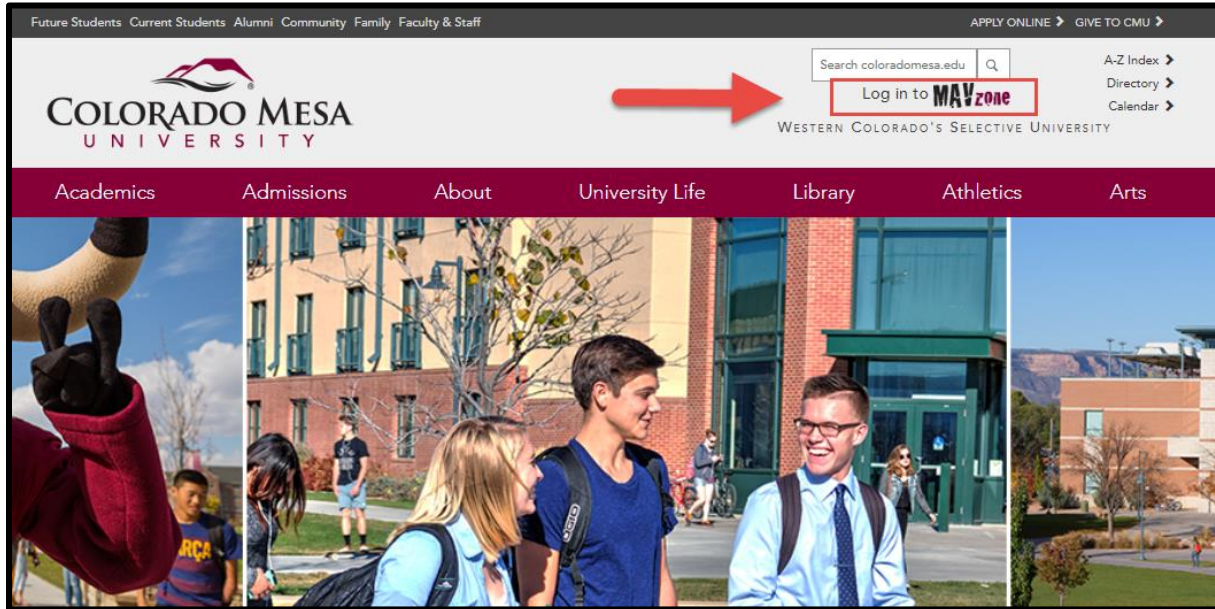 Future Students Current Students Alumni Community Family Faculty & Staff
APPLY ONLINE GIVE TO CMU
COLORADO MESA
UNIVERSITY
Search coloradomesa.edu
Log in to MAVzone
WESTERN COLORADO'S SELECTIVE UNIVERSITY
A-Z Index
Directory
Calendar
Academics Admissions About University Life Library Athletics Arts